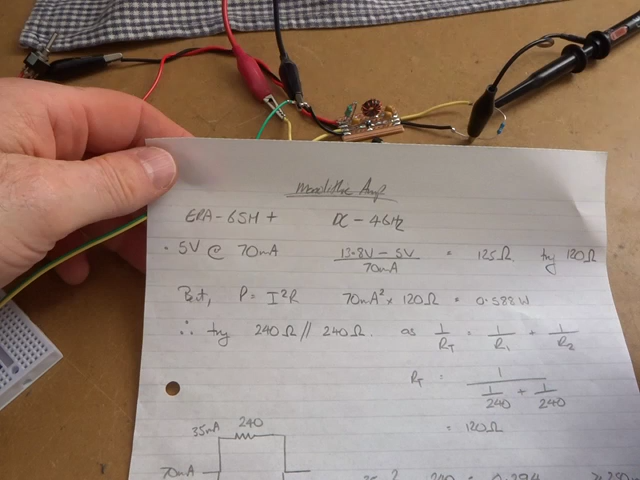 Monolithic Amp
ERA-6SM+ DC - 4GHz
· 5V @ 70mA 13.8V - 5V / 70mA = 125Ω try 120Ω
But, P = I²R 70mA² × 120Ω = 0.588W
∴ try 240Ω // 240Ω. as 1/RT = 1/R1 + 1/R2
RT = 1 / (1/240 + 1/240)
= 120Ω
35mA 240
70mA